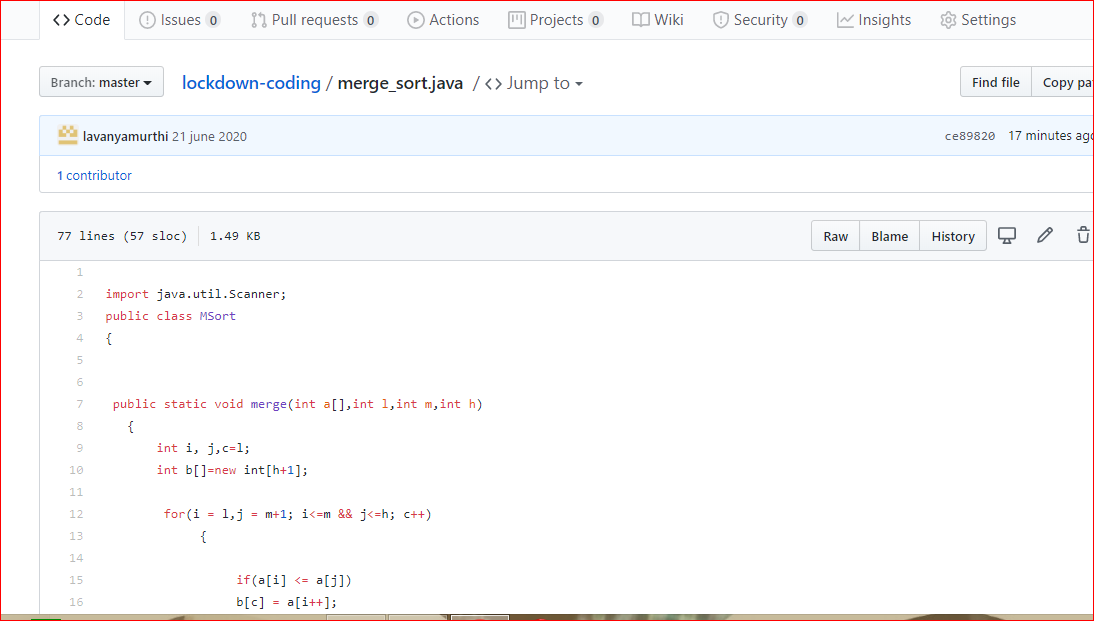 Code Issues 0 Pull requests 0 Actions Projects 0 Wiki Security 0 Insights Settings
Branch: master lockdown-coding / merge_sort.java / Jump to Find file Copy pa
lavanyamurthi 21 june 2020 ce89820 17 minutes ago
1 contributor
77 lines (57 sloc) 1.49 KB Raw Blame History
1
2 import java.util.Scanner;
3 public class MSort
4 {
5
6
7 public static void merge(int a[],int l,int m,int h)
8 {
9 int i, j,c=l;
10 int b[]=new int[h+1];
11
12 for(i = l,j = m+1; i<=m && j<=h; c++)
13 {
14
15 if(a[i] <= a[j])
16 b[c] = a[i++];